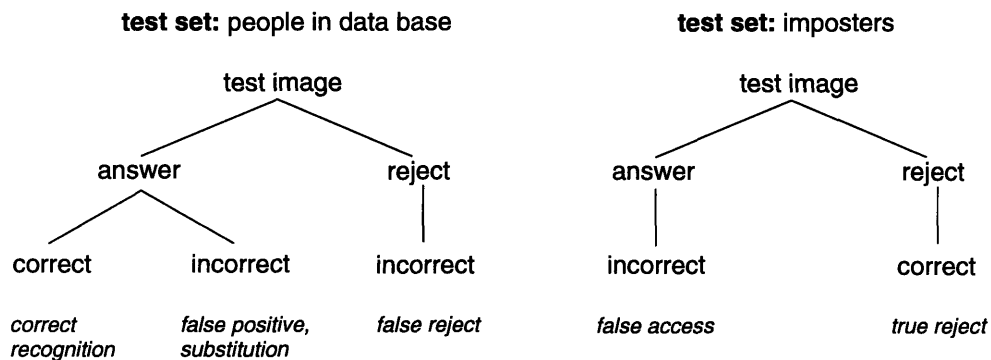 test set: people in data base
test image
answer
reject
correct
incorrect
incorrect
correct
recognition
false positive,
substitution
false reject
test set: imposters
test image
answer
reject
incorrect
correct
false access
true reject